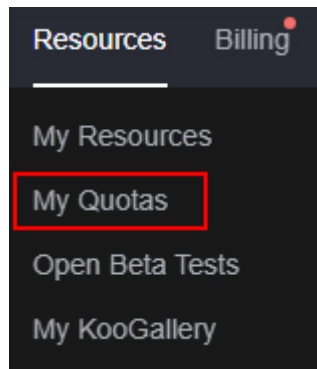 Resources Billing
My Resources
My Quotas
Open Beta Tests
My KooGallery